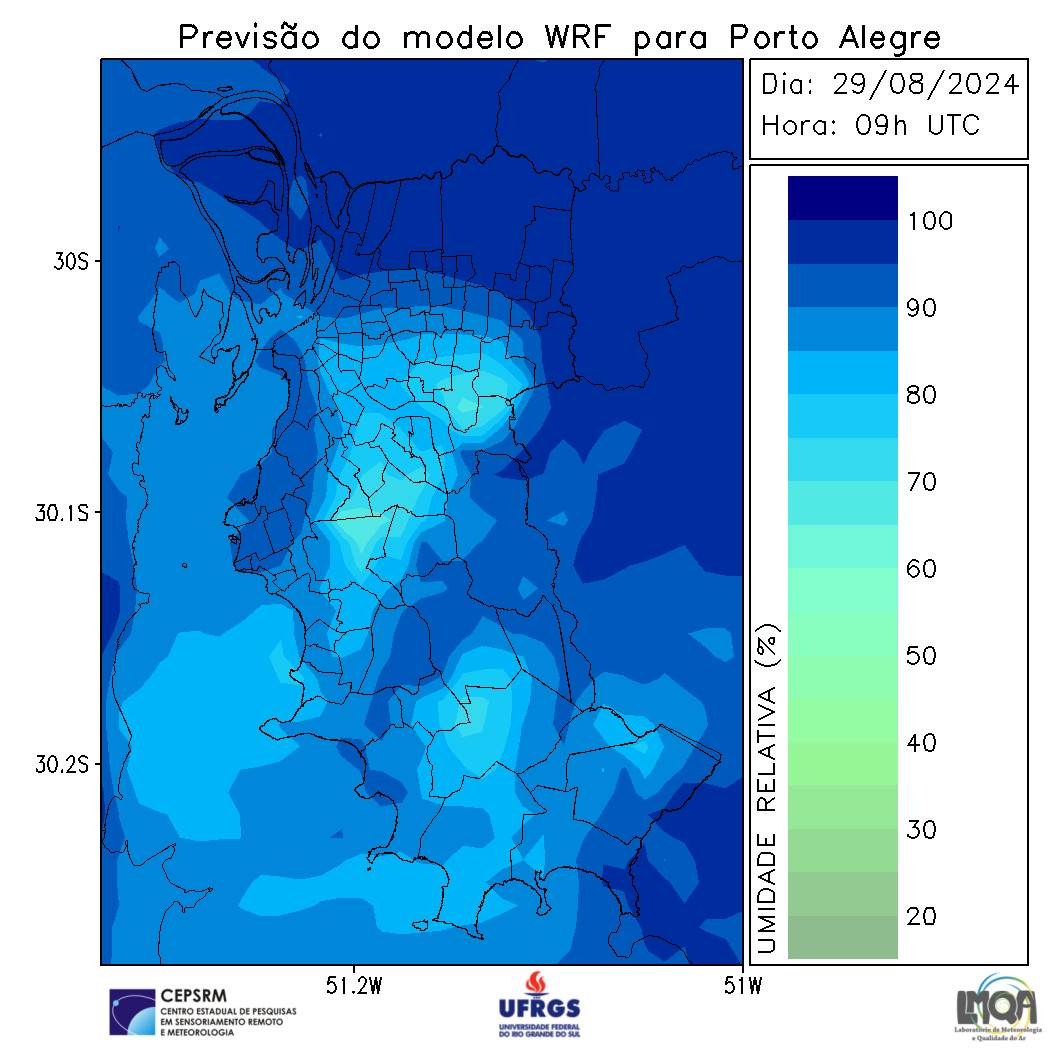 Previsão do modelo WRF para Porto Alegre
Dia: 29/08/2024
Hora: 09h UTC
30S
30.1S
30.2S
51.2W
51W
UMIDADE RELATIVA (%)
100
90
80
70
60
50
40
30
20
CEPSRM
CENTRO ESTADUAL DE PESQUISAS
EM SENSORIAMENTO REMOTO
E METEOROLOGIA
UFRGS
UNIVERSIDADE FEDERAL
DO RIO GRANDE DO SUL
LMQA
Laboratório de Meteorologia
e Qualidade do Ar